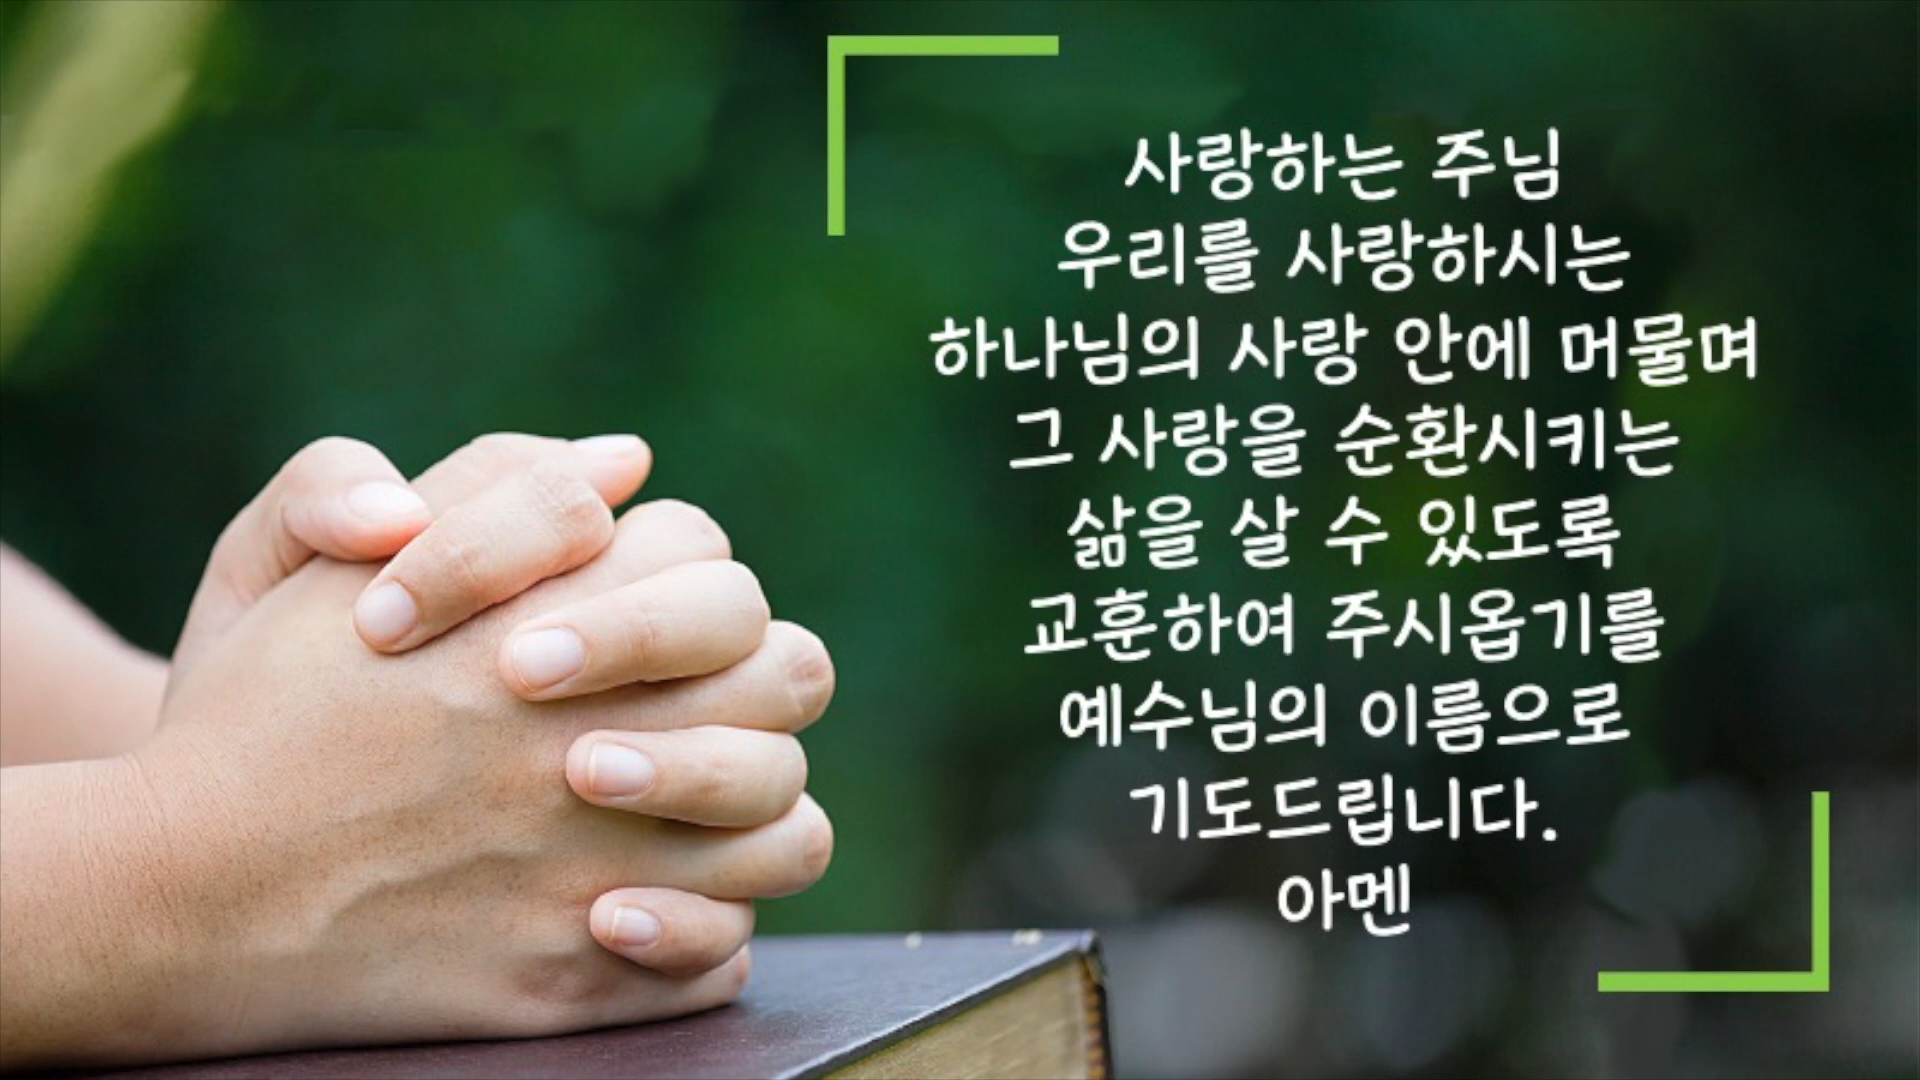 사랑하는 주님
우리를 사랑하시는
하나님의 사랑 안에 머물며
그 사랑을 순환시키는
삶을 살 수 있도록
교훈하여 주시옵기를
예수님의 이름으로
기도드립니다.
아멘